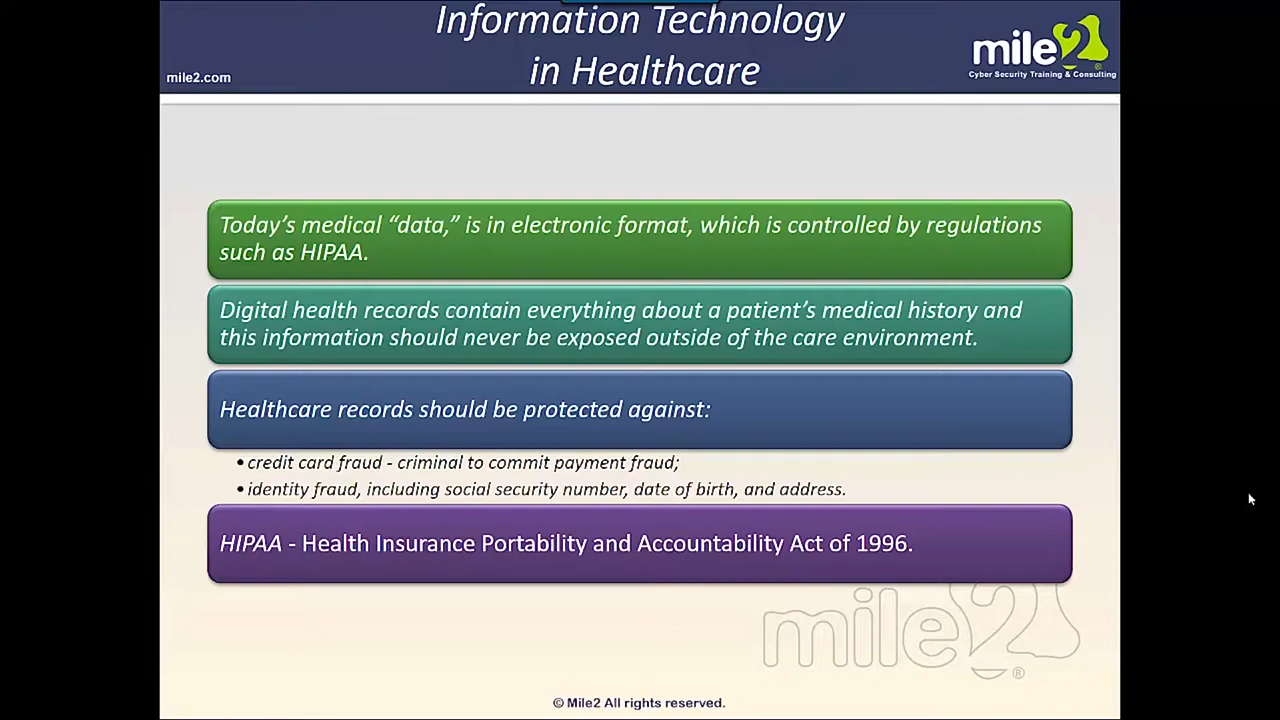 Information Technology
in Healthcare
mile2.com
mile2
®
Cyber Security Training & Consulting
Today's medical “data,” is in electronic format, which is controlled by regulations
such as HIPAA.
Digital health records contain everything about a patient's medical history and
this information should never be exposed outside of the care environment.
Healthcare records should be protected against:
• credit card fraud - criminal to commit payment fraud;
• identity fraud, including social security number, date of birth, and address.
HIPAA - Health Insurance Portability and Accountability Act of 1996.
mile2
®
© Mile2 All rights reserved.